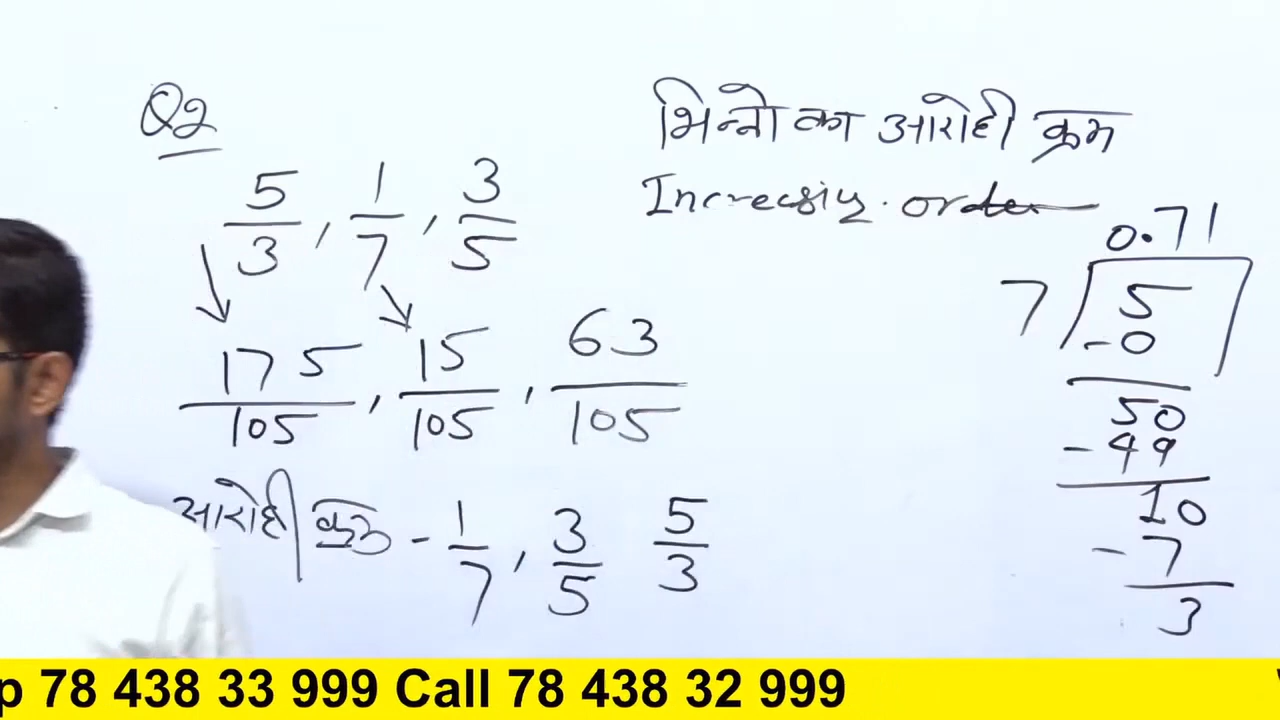 Q2
भिन्नो का आरोही क्रम
Increasing order
5/3, 1/7, 3/5
175/105, 15/105, 63/105
आरोही क्रम - 1/7, 3/5 5/3
0.71
7 5
-0
50
-49
10
-7
3
p 78 438 33 999 Call 78 438 32 999